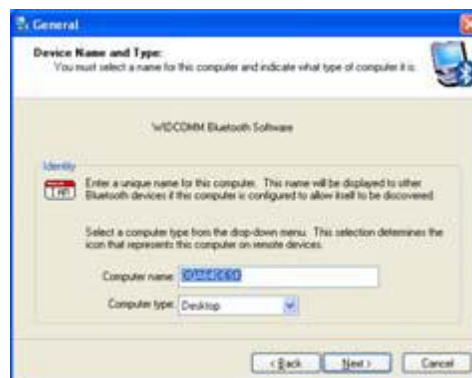 General
Device Name and Type:
You must select a name for this computer and indicate what type of computer it is.
WIDCOMM Bluetooth Software
Identity
Enter a unique name for this computer. This name will be displayed to other
Bluetooth devices if this computer is configured to allow itself to be discovered.
Select a computer type from the drop-down menu. This selection determines the
icon that represents this computer on remote devices.
Computer name:
Computer type: Desktop
< Back Next > Cancel